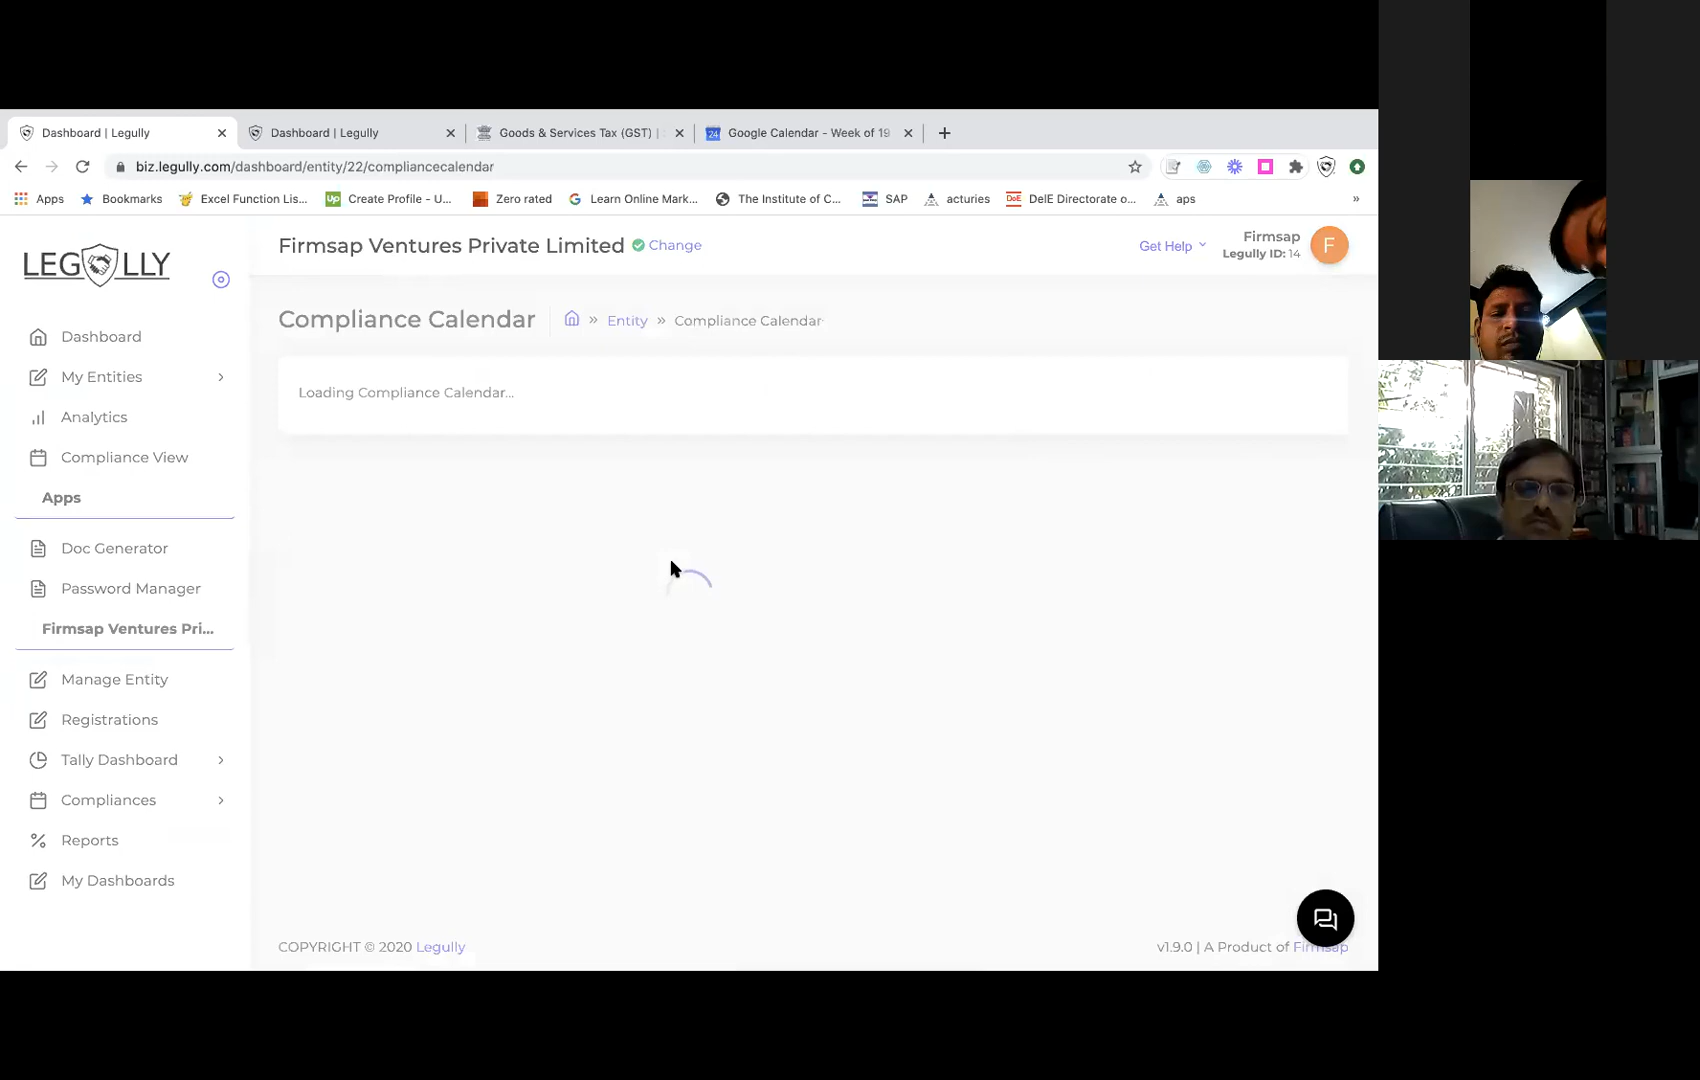 Dashboard | Legully
Dashboard | Legully
Goods & Services Tax (GST) |
Google Calendar - Week of 19
biz.legully.com/dashboard/entity/22/compliancecalendar
Apps
Bookmarks
Excel Function Lis...
Create Profile - U...
Zero rated
Learn Online Mark...
The Institute of C...
SAP
acturies
DelE Directorate o...
aps
»
LEGULLY
Firmsap Ventures Private Limited
Change
Get Help
Firmsap
Legully ID: 14
F
Compliance Calendar
» Entity » Compliance Calendar
Loading Compliance Calendar...
Dashboard
My Entities
Analytics
Compliance View
Apps
Doc Generator
Password Manager
Firmsap Ventures Pri...
Manage Entity
Registrations
Tally Dashboard
Compliances
Reports
My Dashboards
COPYRIGHT © 2020 Legully
v1.9.0 | A Product of Firmsap